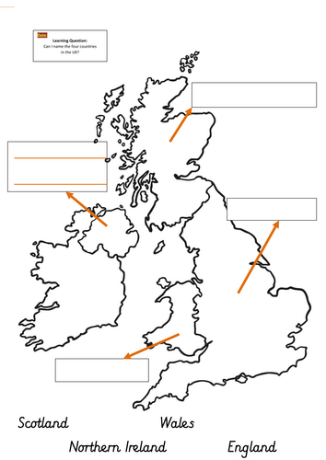 Learning Question:
Can I name the four countries
in the UK?
Scotland Wales
Northern Ireland England